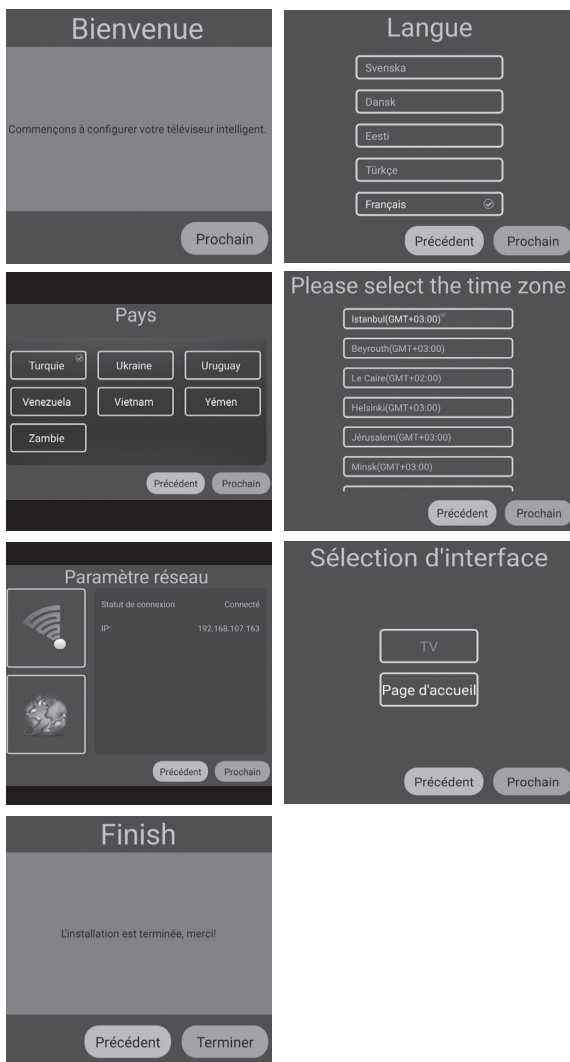 Bienvenue
Commençons à configurer votre téléviseur intelligent.
Prochain
Langue
Svenska
Dansk
Eesti
Türkçe
Français
Précédent Prochain
Pays
Turquie Ukraine Uruguay
Venezuela Vietnam Yémen
Zambie
Précédent Prochain
Please select the time zone
Istanbul(GMT+03:00)
Beyrouth(GMT+03:00)
Le Caire(GMT+02:00)
Helsinki(GMT+03:00)
Jérusalem(GMT+03:00)
Minsk(GMT+03:00)
Précédent Prochain
Paramètre réseau
Statut de connexion Connecté
IP: 192.168.107.163
Précédent Prochain
Sélection d'interface
TV
Page d'accueil
Précédent Prochain
Finish
L'installation est terminée, merci!
Précédent Terminer